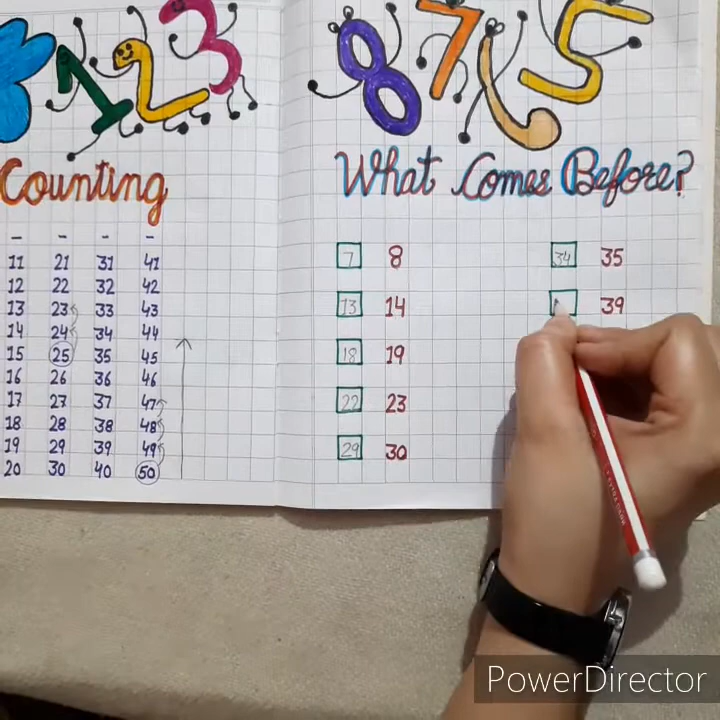 1 2 3
Counting
- - - -
11 21 31 41
12 22 32 42
13 23 33 43
14 24 34 44
15 25 35 45
16 26 36 46
17 27 37 47
18 28 38 48
19 29 39 49
20 30 40 50
8 7 6 5
What Comes Before?
7 8
13 14
18 19
22 23
29 30
34 35
39
PowerDirector